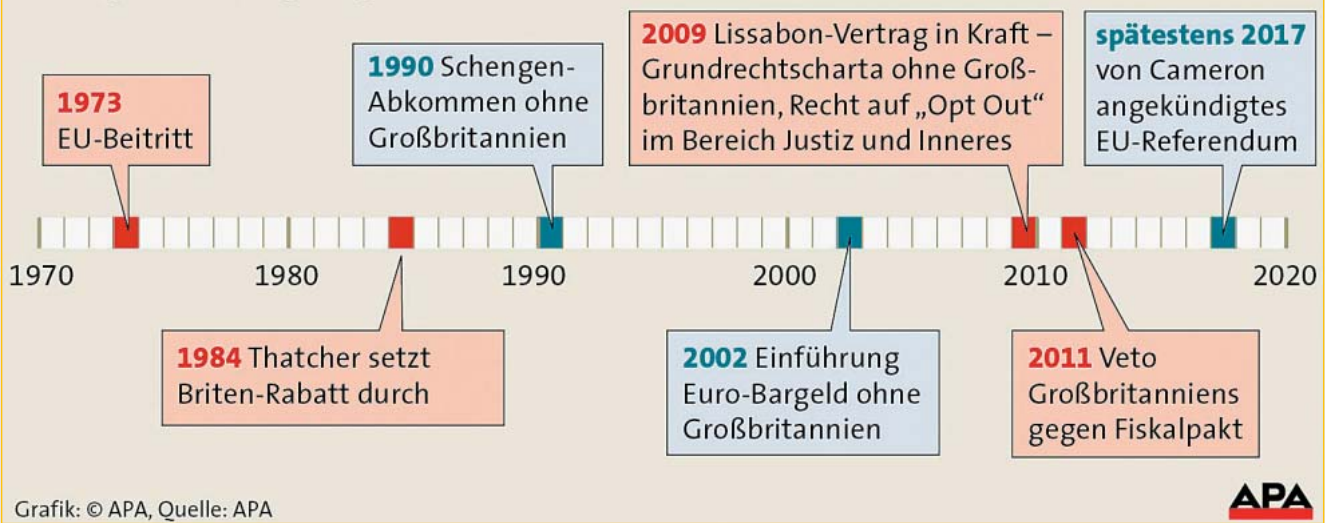 1973
EU-Beitritt
1990 Schengen-
Abkommen ohne
Großbritannien
2009 Lissabon-Vertrag in Kraft –
Grundrechtscharta ohne Groß-
britannien, Recht auf „Opt Out“
im Bereich Justiz und Inneres
spätestens 2017
von Cameron
angekündigtes
EU-Referendum
1970
1980
1990
2000
2010
2020
1984 Thatcher setzt
Briten-Rabatt durch
2002 Einführung
Euro-Bargeld ohne
Großbritannien
2011 Veto
Großbritanniens
gegen Fiskalpakt
Grafik: © APA, Quelle: APA
APA